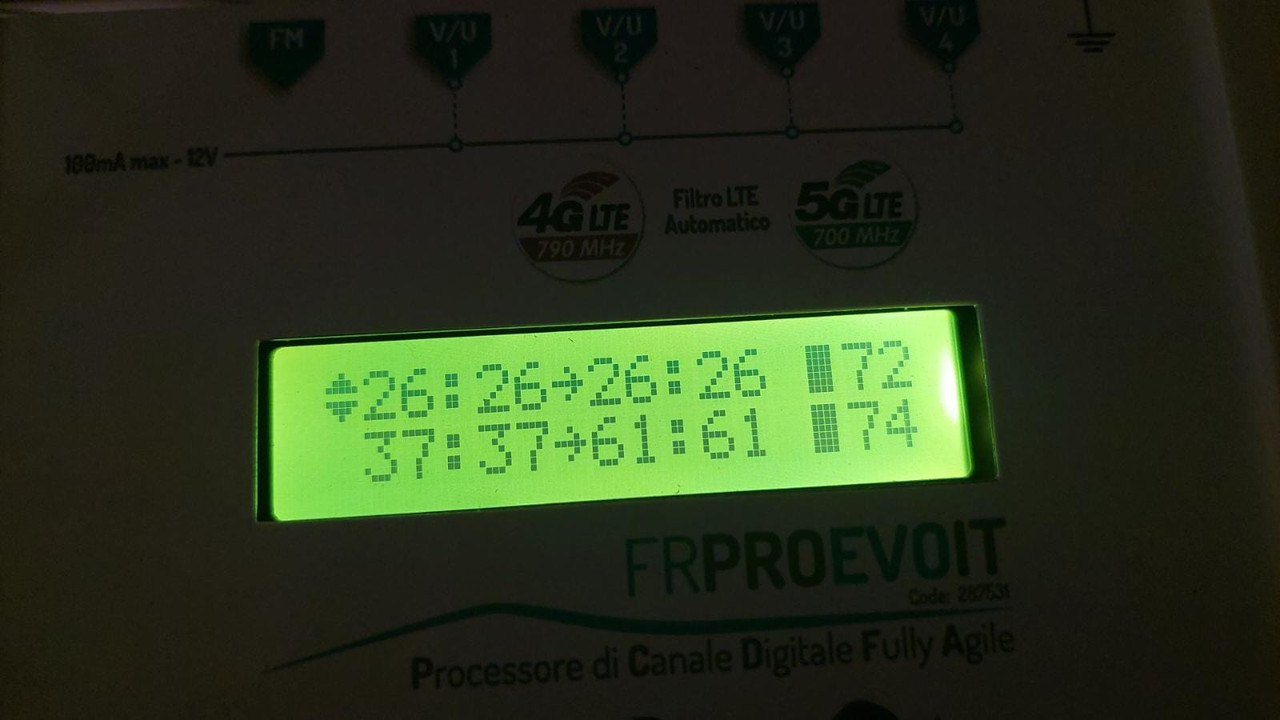 FM
V/U
1
V/U
2
V/U
3
V/U
4
100mA max - 12V
4G LTE
790 MHz
Filtro LTE
Automatico
5G LTE
700 MHz
26:26→26:26 72
37:37→61:61 74
FRPROEVOIT
Code: 287531
Processore di Canale Digitale Fully Agile